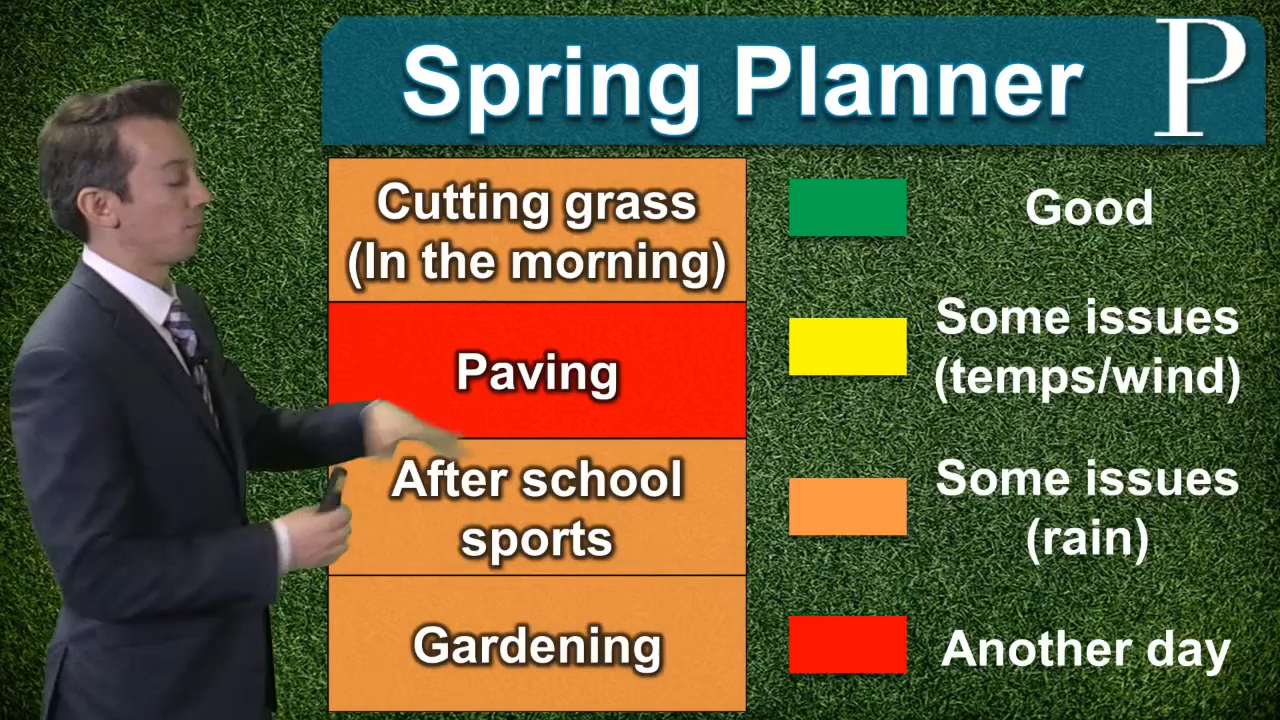 Spring Planner
P
Cutting grass
(In the morning)
Paving
After school
sports
Gardening
Good
Some issues
(temps/wind)
Some issues
(rain)
Another day